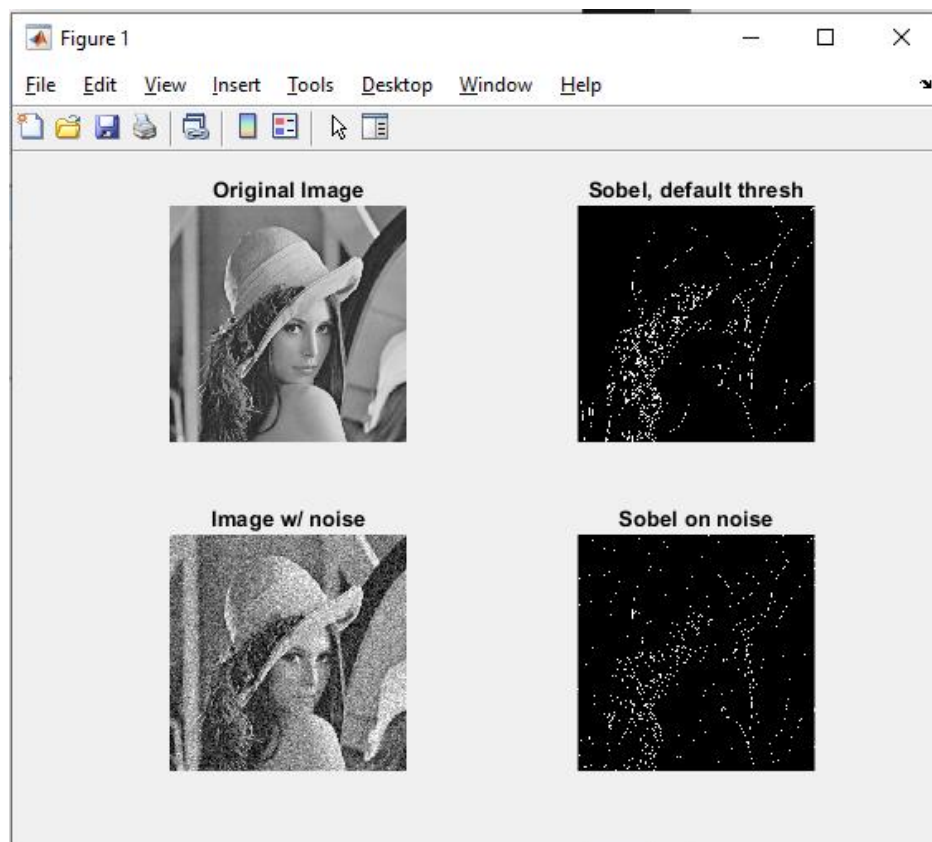 Figure 1
File Edit View Insert Tools Desktop Window Help
Original Image
Sobel, default thresh
Image w/ noise
Sobel on noise